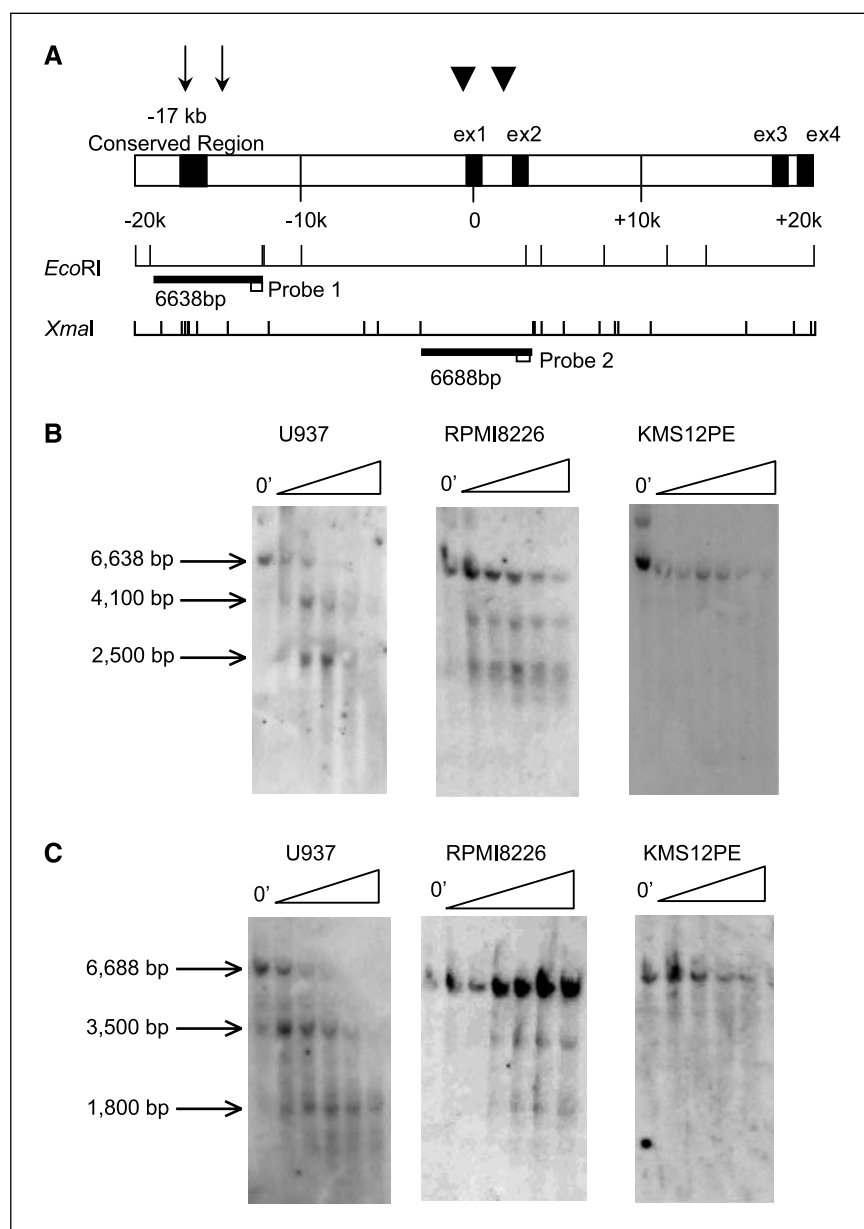 A
-17 kb
Conserved Region
ex1
ex2
ex3
ex4
-20k
-10k
0
+10k
+20k
EcoRI
6638bp
Probe 1
XmaI
6688bp
Probe 2
B
U937
RPMI8226
KMS12PE
0'
0'
0'
6,638 bp
4,100 bp
2,500 bp
C
U937
RPMI8226
KMS12PE
0'
0'
0'
6,688 bp
3,500 bp
1,800 bp